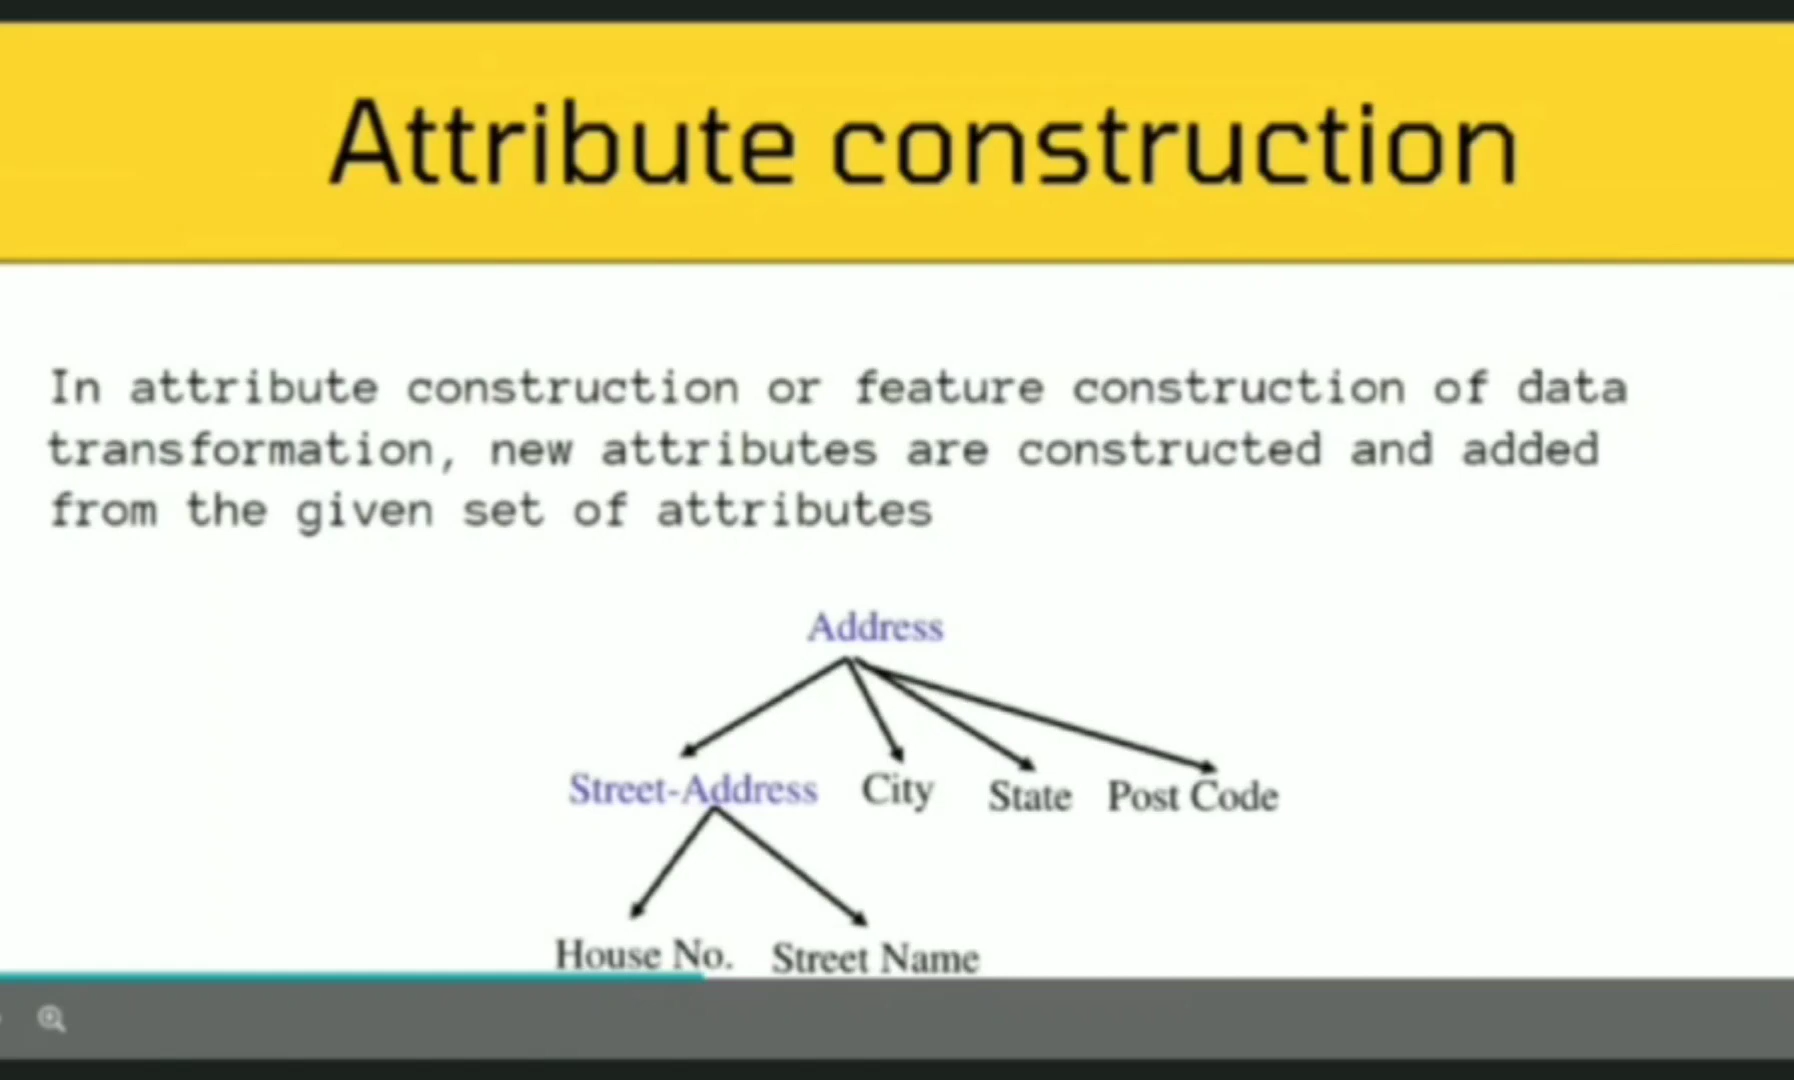 Attribute construction
In attribute construction or feature construction of data
transformation, new attributes are constructed and added
from the given set of attributes
Address
Street-Address City State Post Code
House No. Street Name